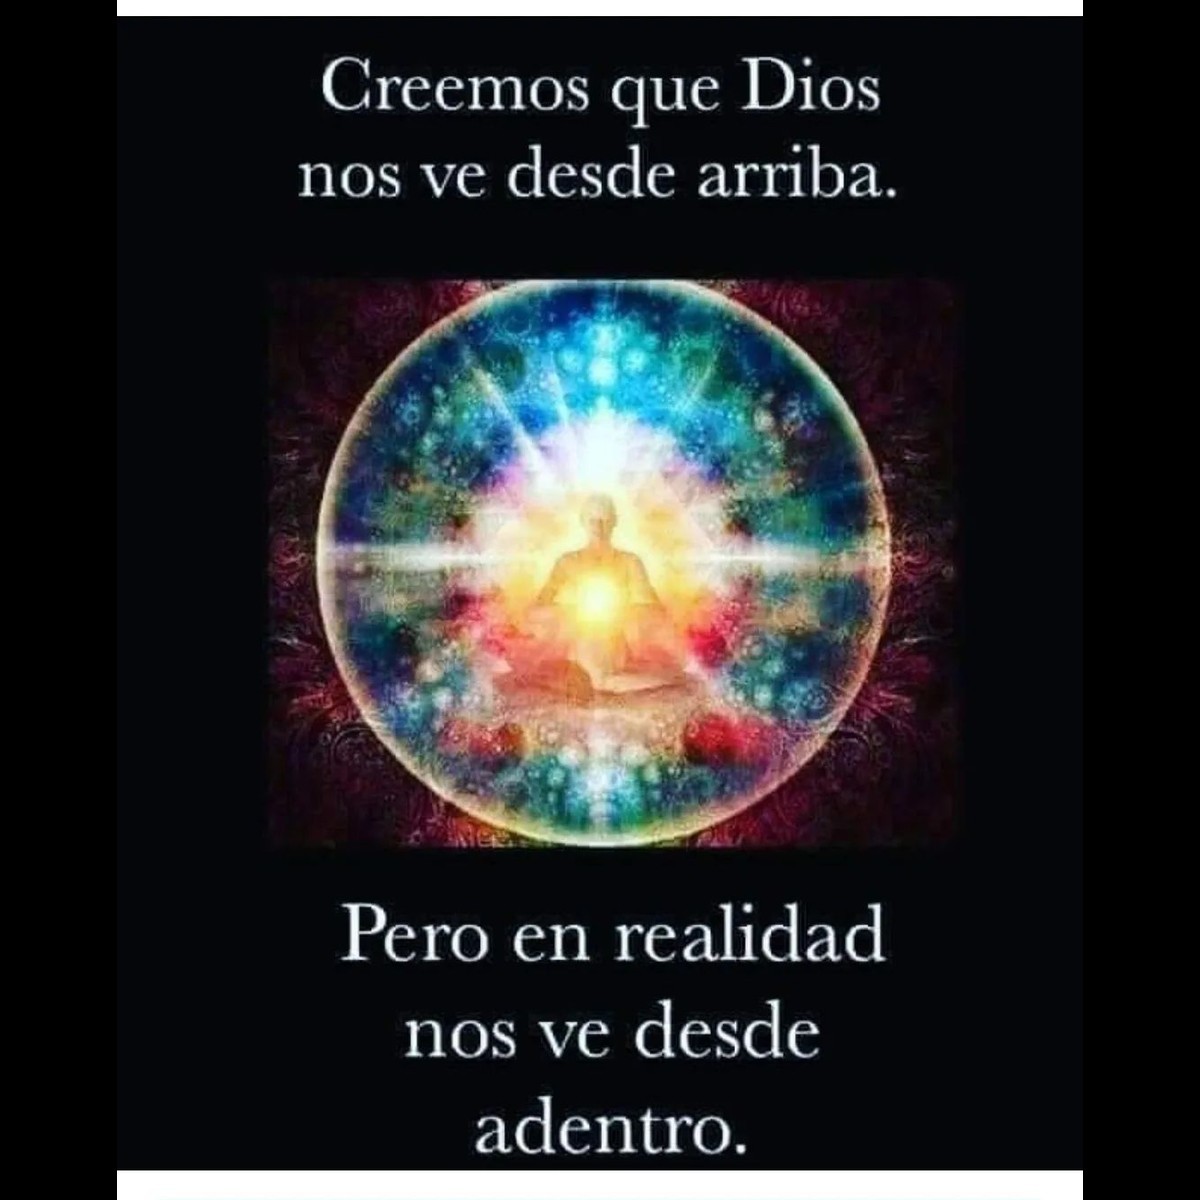 Creemos que Dios
nos ve desde arriba.
Pero en realidad
nos ve desde
adentro.